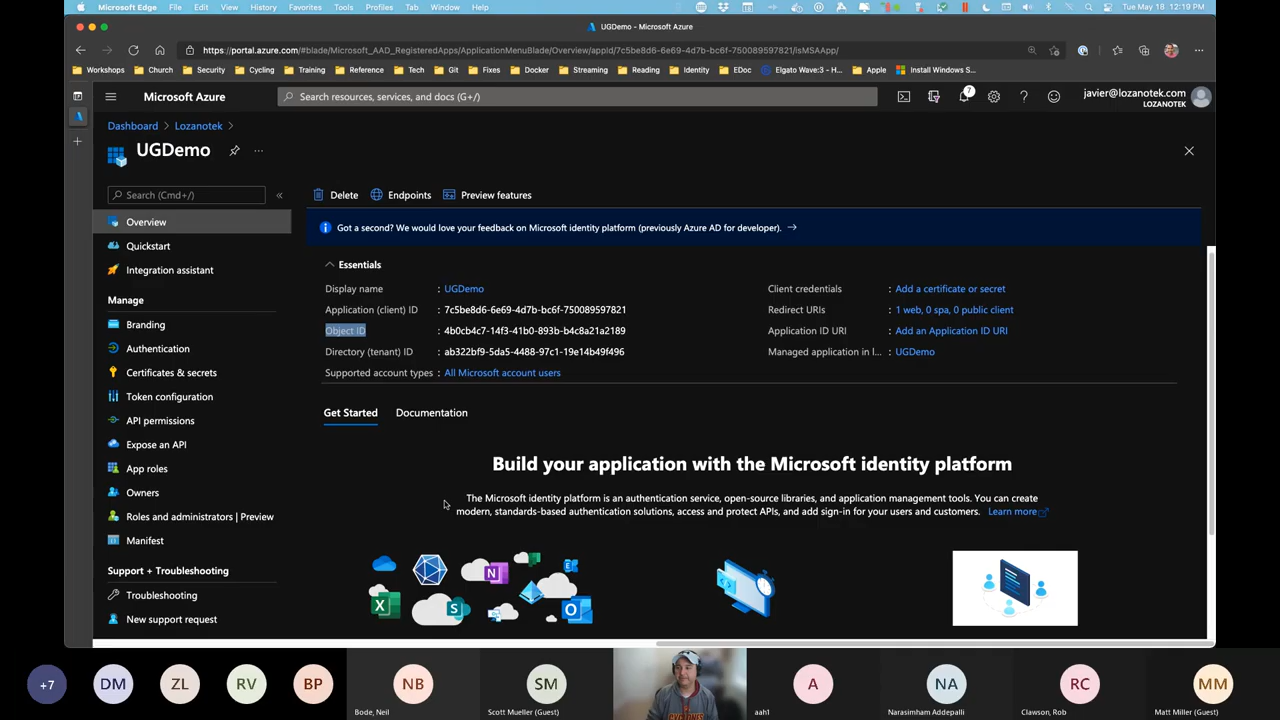 Microsoft Edge File Edit View History Favorites Tools Profiles Tab Window Help Tue May 18 12:19 PM
UGDemo - Microsoft Azure
https://portal.azure.com/#blade/Microsoft_AAD_RegisteredApps/ApplicationMenuBlade/Overview/appId/7c5be8d6-6e69-4d7b-bc6f-750089597821/isMSAApp/
Workshops Church Security Cycling Training Reference Tech Git Fixes Docker Streaming Reading Identity EDoc Elgato Wave:3 - H... Apple Install Windows S...
Microsoft Azure
Search resources, services, and docs (G+/)
7
javier@lozanotek.com
LOZANOTEK
Dashboard > Lozanotek >
UGDemo
Search (Cmd+/)
Delete Endpoints Preview features
Overview
Quickstart
Integration assistant
Manage
Branding
Authentication
Certificates & secrets
Token configuration
API permissions
Expose an API
App roles
Owners
Roles and administrators | Preview
Manifest
Support + Troubleshooting
Troubleshooting
New support request
Got a second? We would love your feedback on Microsoft identity platform (previously Azure AD for developer).
Essentials
Display name : UGDemo
Application (client) ID : 7c5be8d6-6e69-4d7b-bc6f-750089597821
Object ID : 4b0cb4c7-14f3-41b0-893b-b4c8a21a2189
Directory (tenant) ID : ab322bf9-5da5-4488-97c1-19e14b49f496
Supported account types : All Microsoft account users
Client credentials : Add a certificate or secret
Redirect URIs : 1 web, 0 spa, 0 public client
Application ID URI : Add an Application ID URI
Managed application in l... : UGDemo
Get Started Documentation
Build your application with the Microsoft identity platform
The Microsoft identity platform is an authentication service, open-source libraries, and application management tools. You can create
modern, standards-based authentication solutions, access and protect APIs, and add sign-in for your users and customers. Learn more
+7 DM ZL RV BP NB SM A NA RC MM
Bode, Neil Scott Mueller (Guest) aah1 Narasimham Addepalli Clawson, Rob Matt Miller (Guest)